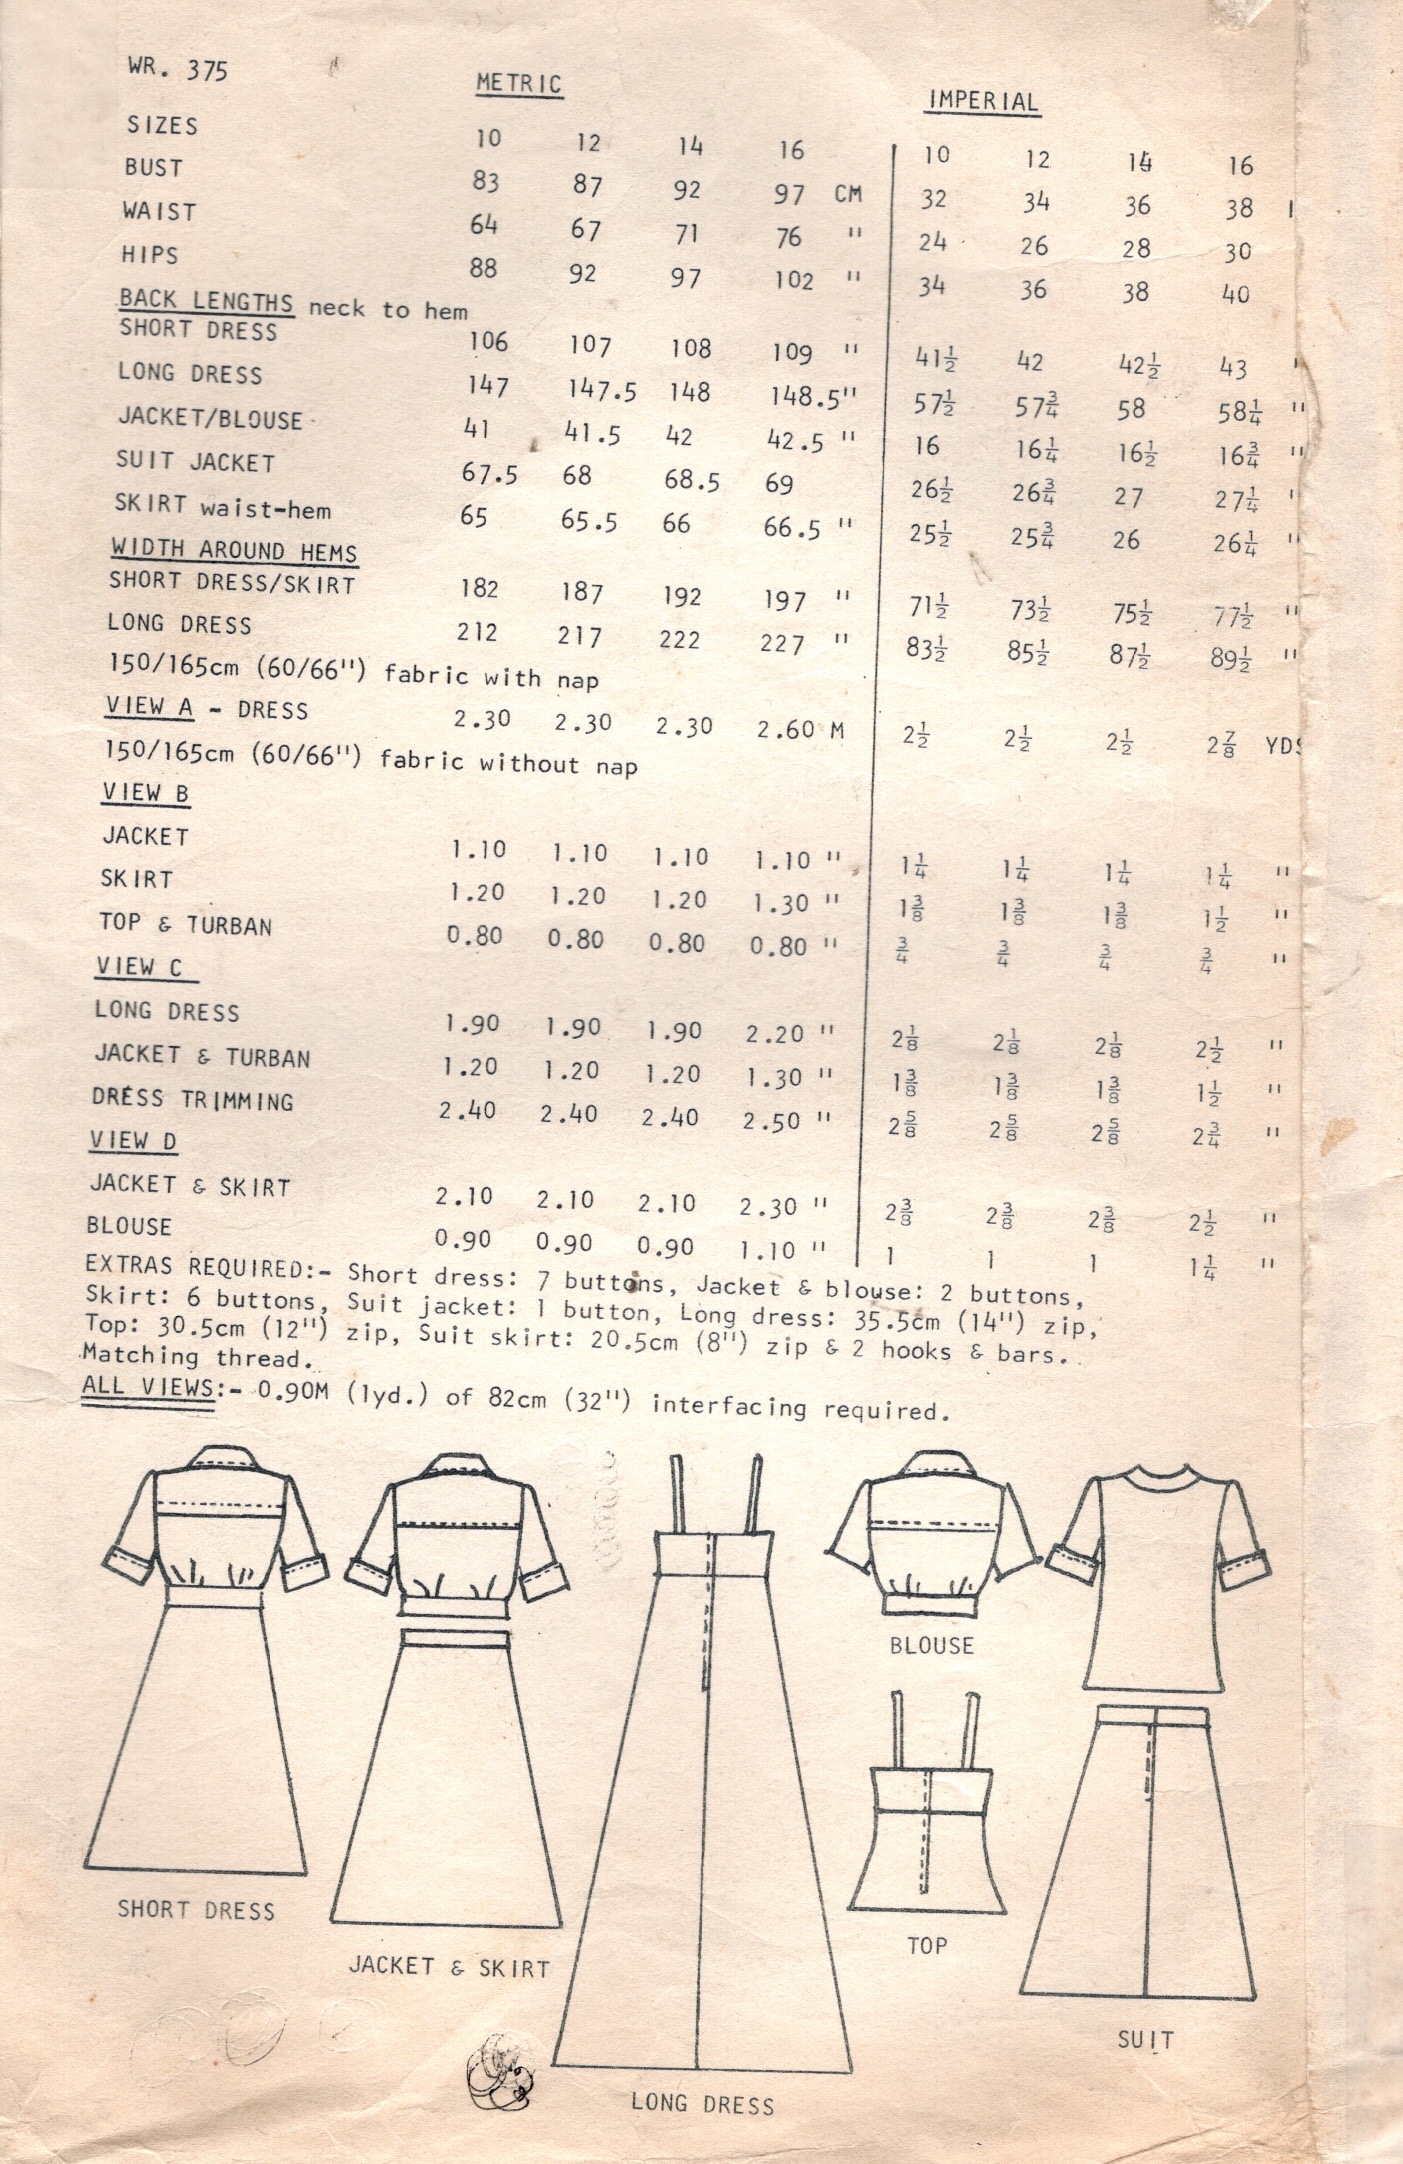 WR. 375
METRIC IMPERIAL
SIZES 10 12 14 16 10 12 14 16
BUST 83 87 92 97 CM 32 34 36 38
WAIST 64 67 71 76 " 24 26 28 30
HIPS 88 92 97 102 " 34 36 38 40
BACK LENGTHS neck to hem
SHORT DRESS 106 107 108 109 " 41½ 42 42½ 43 "
LONG DRESS 147 147.5 148 148.5" 57½ 57¾ 58 58¼ "
JACKET/BLOUSE 41 41.5 42 42.5 " 16 16¼ 16½ 16¾ "
SUIT JACKET 67.5 68 68.5 69 26½ 26¾ 27 27¼ "
SKIRT waist-hem 65 65.5 66 66.5 " 25½ 25¾ 26 26¼ "
WIDTH AROUND HEMS
SHORT DRESS/SKIRT 182 187 192 197 " 71½ 73½ 75½ 77½ "
LONG DRESS 212 217 222 227 " 83½ 85½ 87½ 89½ "
150/165cm (60/66") fabric with nap
VIEW A - DRESS 2.30 2.30 2.30 2.60 M 2½ 2½ 2½ 2⅞ YDS
150/165cm (60/66") fabric without nap
VIEW B
JACKET 1.10 1.10 1.10 1.10 " 1¼ 1¼ 1¼ 1¼ "
SKIRT 1.20 1.20 1.20 1.30 " 1⅜ 1⅜ 1⅜ 1½ "
TOP & TURBAN 0.80 0.80 0.80 0.80 " ¾ ¾ ¾ ¾ "
VIEW C
LONG DRESS 1.90 1.90 1.90 2.20 " 2⅛ 2⅛ 2⅛ 2½ "
JACKET & TURBAN 1.20 1.20 1.20 1.30 " 1⅜ 1⅜ 1⅜ 1½ "
DRESS TRIMMING 2.40 2.40 2.40 2.50 " 2⅝ 2⅝ 2⅝ 2¾ "
VIEW D
JACKET & SKIRT 2.10 2.10 2.10 2.30 " 2⅜ 2⅜ 2⅜ 2½ "
BLOUSE 0.90 0.90 0.90 1.10 " 1 1 1 1¼ "
EXTRAS REQUIRED:- Short dress: 7 buttons, Jacket & blouse: 2 buttons,
Skirt: 6 buttons, Suit jacket: 1 button, Long dress: 35.5cm (14") zip,
Top: 30.5cm (12") zip, Suit skirt: 20.5cm (8") zip & 2 hooks & bars.
Matching thread.
ALL VIEWS:- 0.90M (1yd.) of 82cm (32") interfacing required.
BLOUSE
SHORT DRESS
TOP
JACKET & SKIRT
SUIT
LONG DRESS